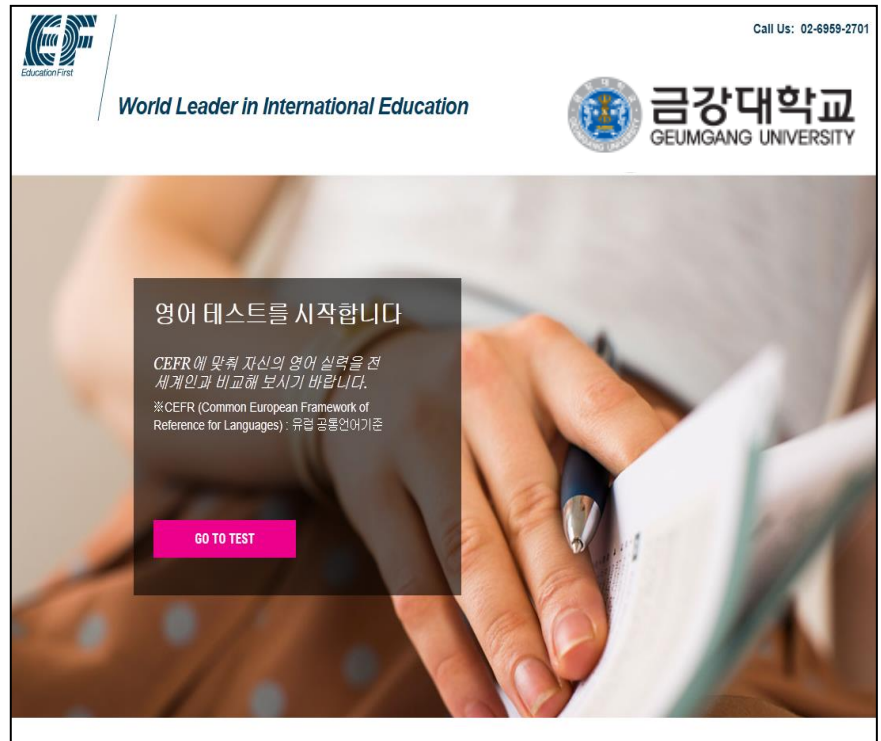 EF
Education First
Call Us: 02-6959-2701
World Leader in International Education
금강대학교
GEUMGANG UNIVERSITY
영어 테스트를 시작합니다
CEFR에 맞춰 자신의 영어 실력을 전
세계인과 비교해 보시기 바랍니다.
※CEFR (Common European Framework of
Reference for Languages) : 유럽 공통언어기준
GO TO TEST